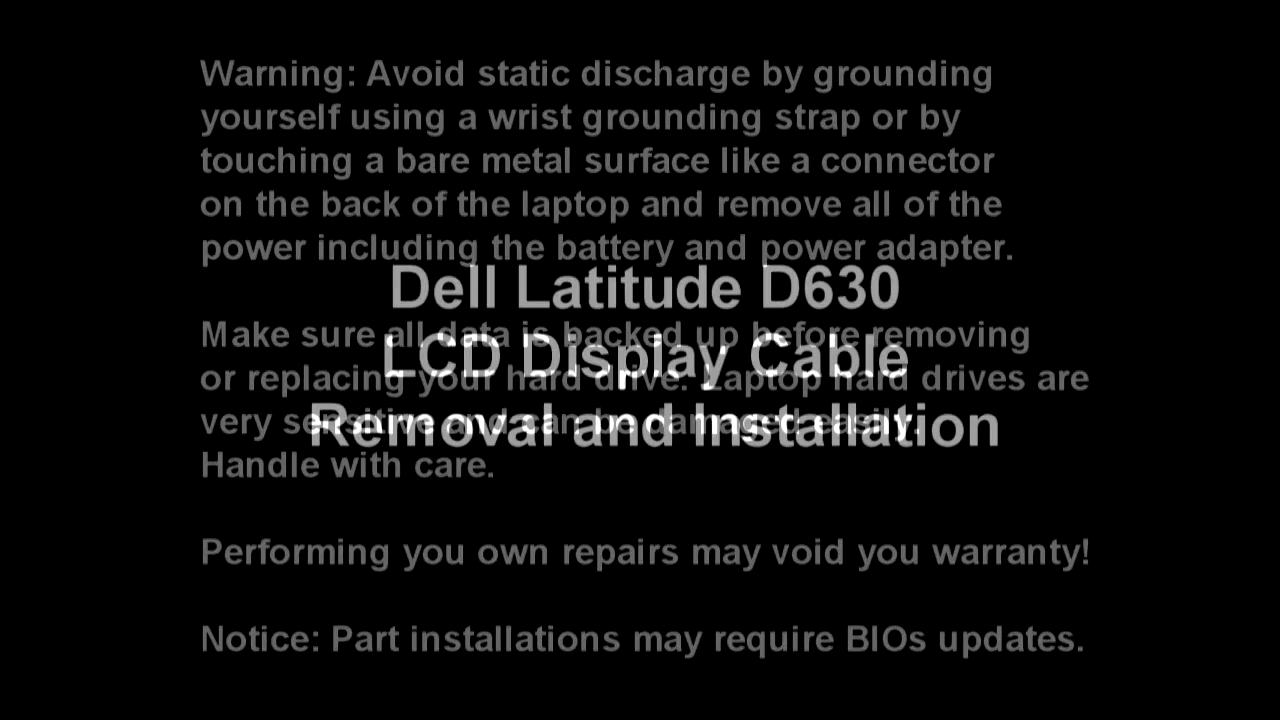 Warning: Avoid static discharge by grounding
yourself using a wrist grounding strap or by
touching a bare metal surface like a connector
on the back of the laptop and remove all of the
power including the battery and power adapter.
Dell Latitude D630
Make sure all data is backed up before removing
LCD Display Cable
or replacing your hard drive. Laptop hard drives are
very sensitive and can be damaged easily.
Removal and Installation
Handle with care.
Performing you own repairs may void you warranty!
Notice: Part installations may require BIOs updates.